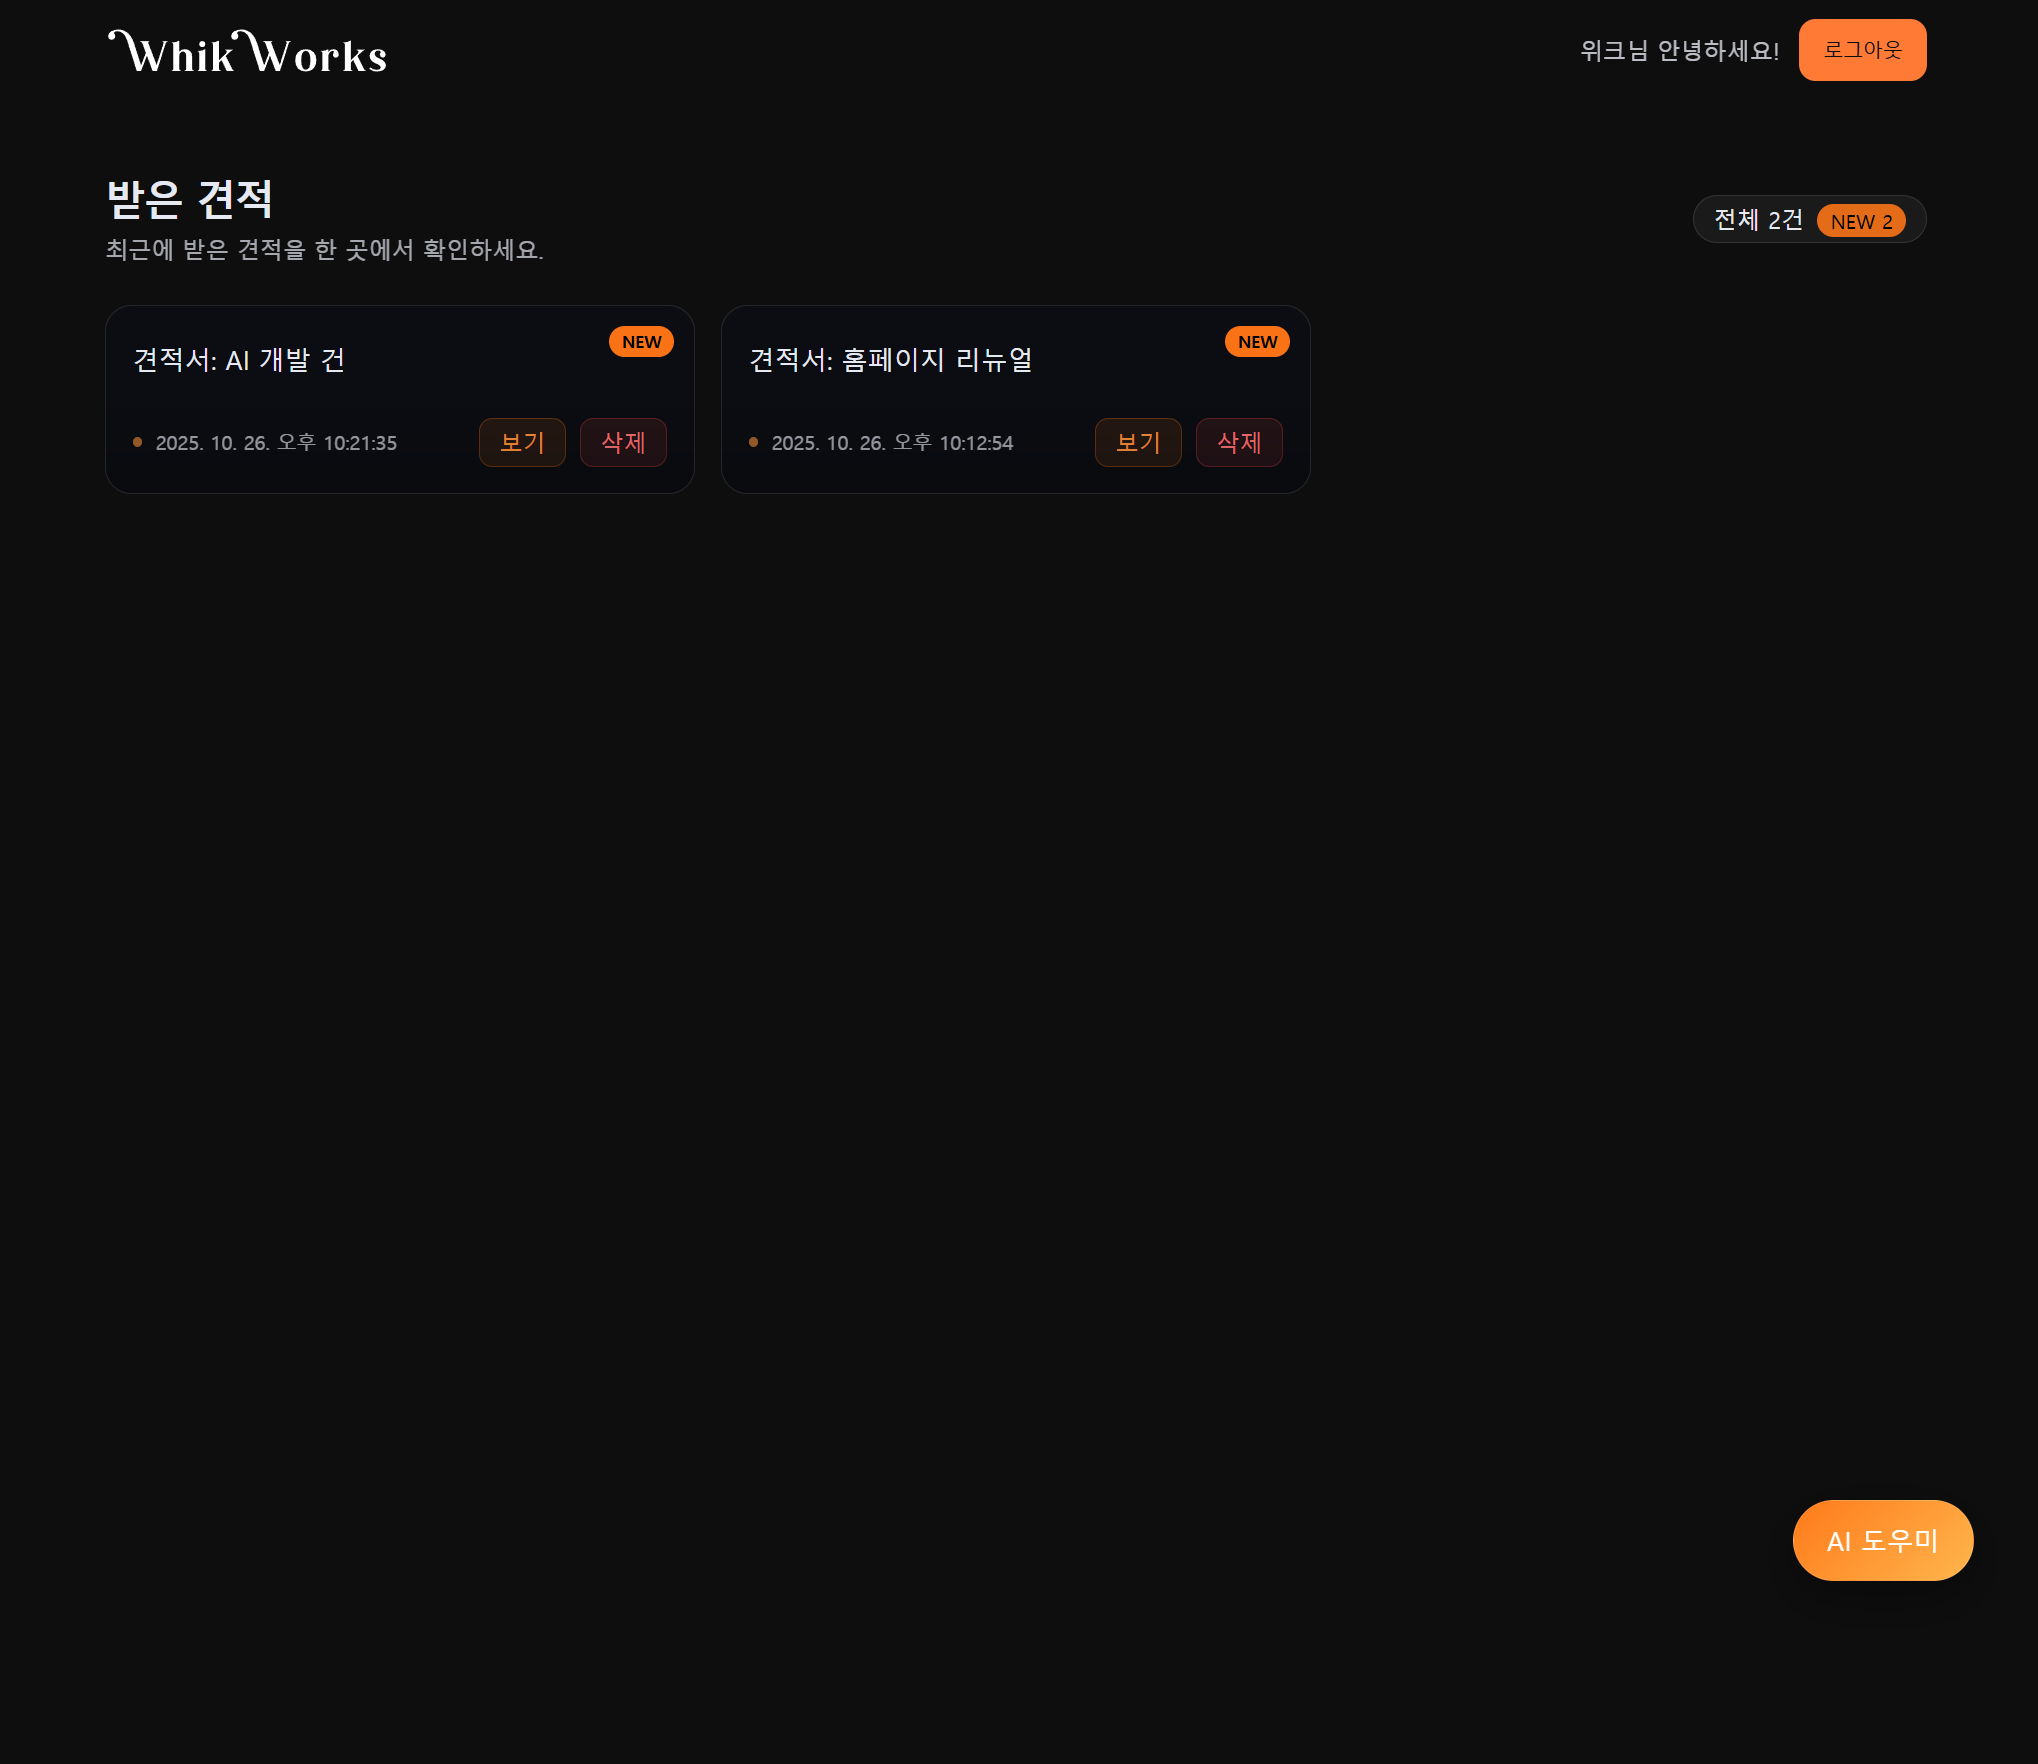 Whik Works
위크님 안녕하세요!
로그아웃
받은 견적
최근에 받은 견적을 한 곳에서 확인하세요.
전체 2건
NEW 2
견적서: AI 개발 건
NEW
2025. 10. 26. 오후 10:21:35
보기
삭제
견적서: 홈페이지 리뉴얼
NEW
2025. 10. 26. 오후 10:12:54
보기
삭제
AI 도우미